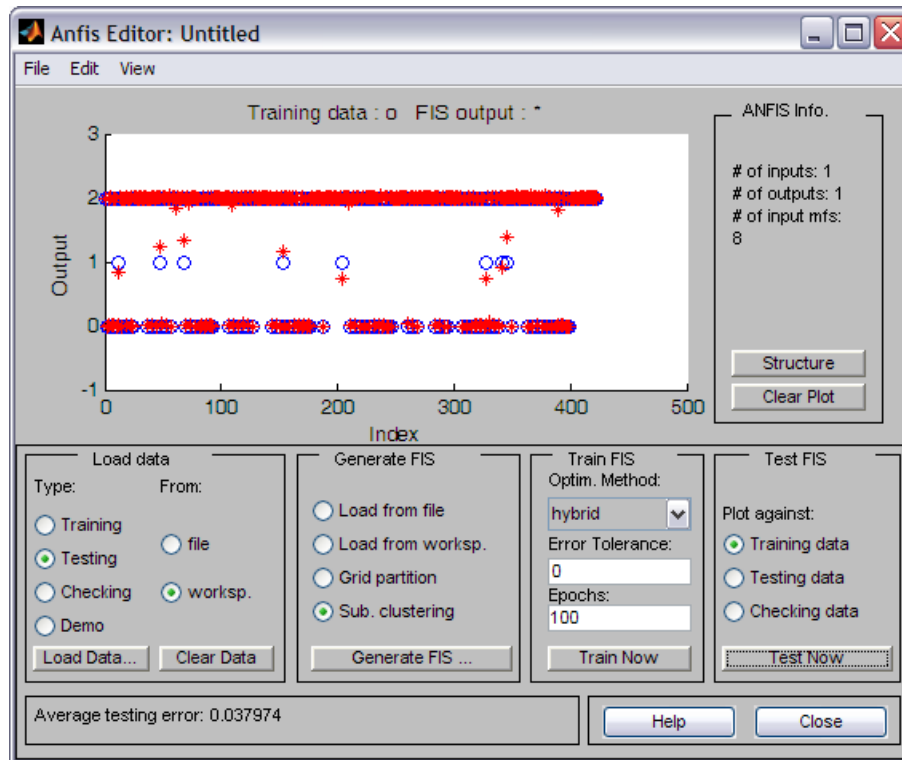 Anfis Editor: Untitled
File Edit View
Training data : o FIS output : *
3
2
1
0
-1
Output
0 100 200 300 400 500
Index
ANFIS Info.
# of inputs: 1
# of outputs: 1
# of input mfs:
8
Structure
Clear Plot
Load data
Type: From:
Training
Testing
Checking
Demo
file
worksp.
Load Data... Clear Data
Generate FIS
Load from file
Load from worksp.
Grid partition
Sub. clustering
Generate FIS ...
Train FIS
Optim. Method:
hybrid
Error Tolerance:
0
Epochs:
100
Train Now
Test FIS
Plot against:
Training data
Testing data
Checking data
Test Now
Average testing error: 0.037974
Help Close